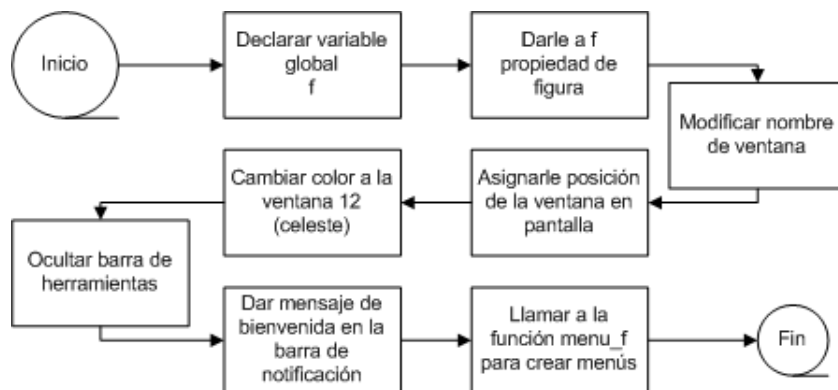 Inicio
Declarar variable
global
f
Darle a f
propiedad de
figura
Modificar nombre
de ventana
Asignarle posición
de la ventana en
pantalla
Cambiar color a la
ventana 12
(celeste)
Ocultar barra de
herramientas
Dar mensaje de
bienvenida en la
barra de
notificación
Llamar a la
función menu_f
para crear menús
Fin